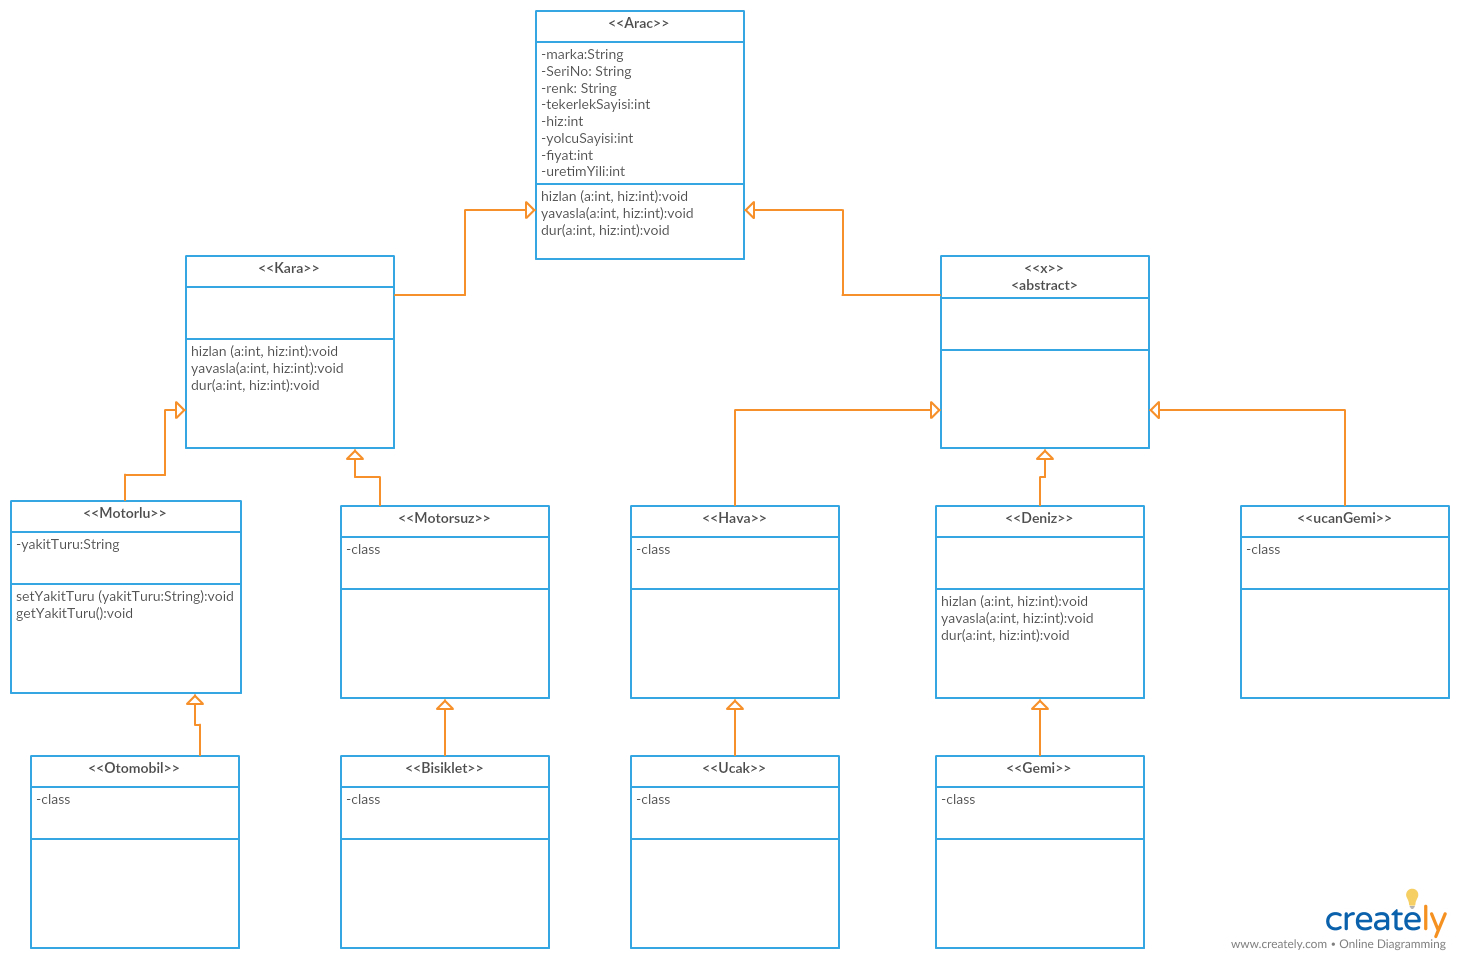 <<Arac>>
-marka:String
-SeriNo: String
-renk: String
-tekerlekSayisi:int
-hiz:int
-yolcuSayisi:int
-fiyat:int
-uretimYili:int
hizlan (a:int, hiz:int):void
yavasla(a:int, hiz:int):void
dur(a:int, hiz:int):void
<<Kara>>
hizlan (a:int, hiz:int):void
yavasla(a:int, hiz:int):void
dur(a:int, hiz:int):void
<<x>>
<abstract>
<<Motorlu>>
-yakitTuru:String
setYakitTuru (yakitTuru:String):void
getYakitTuru():void
<<Motorsuz>>
-class
<<Hava>>
-class
<<Deniz>>
hizlan (a:int, hiz:int):void
yavasla(a:int, hiz:int):void
dur(a:int, hiz:int):void
<<ucanGemi>>
-class
<<Otomobil>>
-class
<<Bisiklet>>
-class
<<Ucak>>
-class
<<Gemi>>
-class
creately
www.creately.com • Online Diagramming